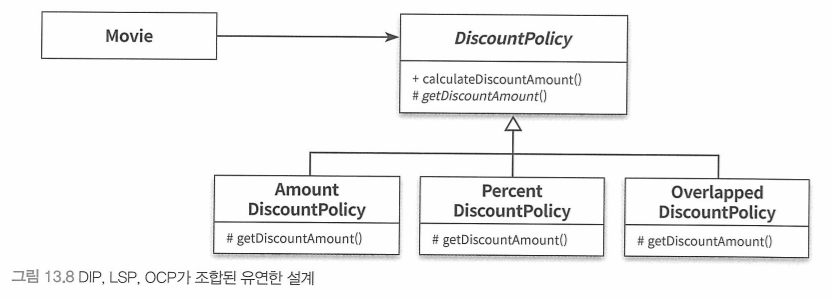 Movie
DiscountPolicy
+ calculateDiscountAmount()
# getDiscountAmount()
Amount
DiscountPolicy
# getDiscountAmount()
Percent
DiscountPolicy
# getDiscountAmount()
Overlapped
DiscountPolicy
# getDiscountAmount()
그림 13.8 DIP, LSP, OCP가 조합된 유연한 설계